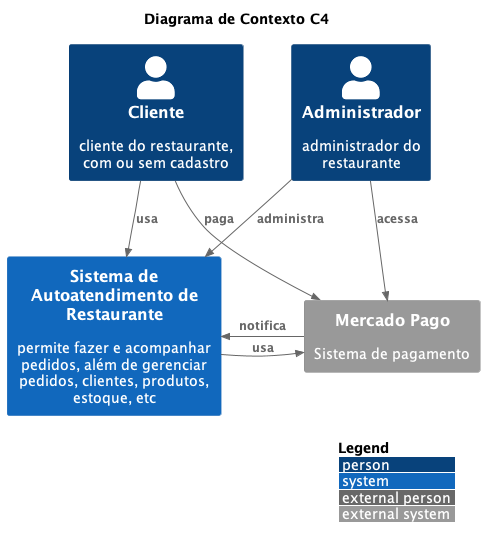 Diagrama de Contexto C4
Cliente
cliente do restaurante,
com ou sem cadastro
Administrador
administrador do
restaurante
usa
paga
administra
acessa
Sistema de
Autoatendimento de
Restaurante
permite fazer e acompanhar
pedidos, além de gerenciar
pedidos, clientes, produtos,
estoque, etc
notifica
usa
Mercado Pago
Sistema de pagamento
Legend
person
system
external person
external system